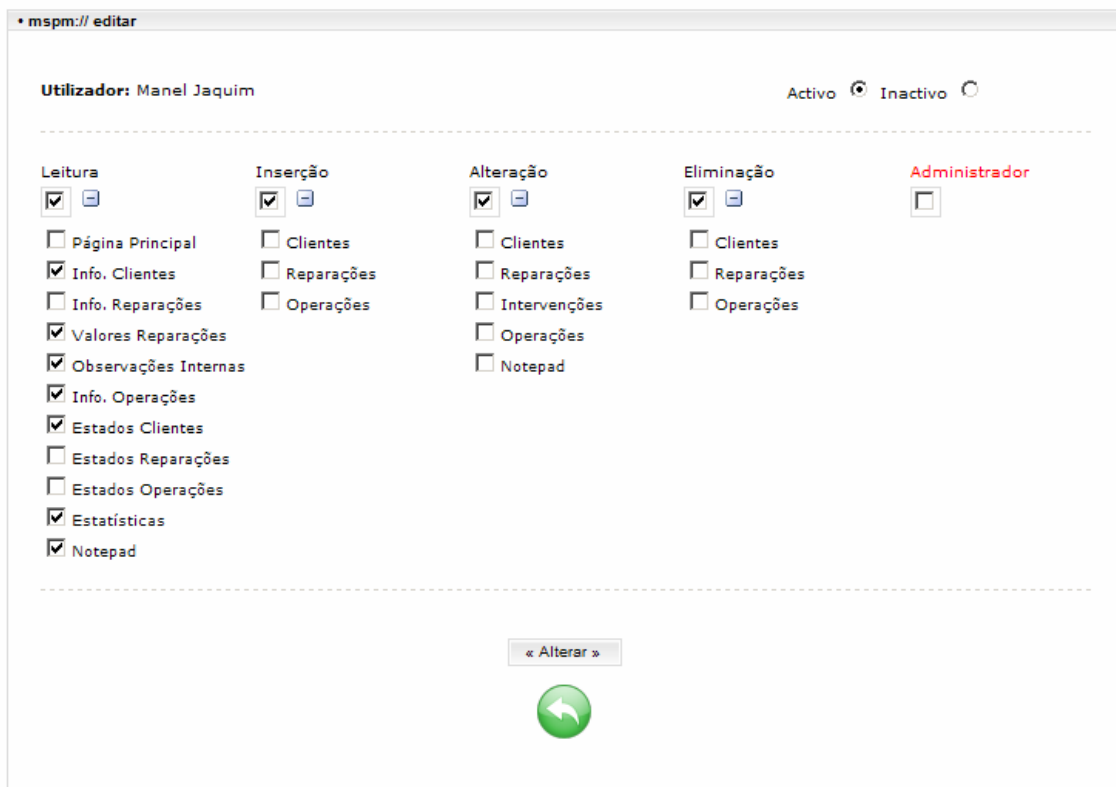 • mspm:// editar
Utilizador: Manel Jaquim Activo Inactivo
Leitura Inserção Alteração Eliminação Administrador
Página Principal Clientes Clientes Clientes
Info. Clientes Reparações Reparações Reparações
Info. Reparações Operações Intervenções Operações
Valores Reparações Operações
Observações Internas Notepad
Info. Operações
Estados Clientes
Estados Reparações
Estados Operações
Estatísticas
Notepad
« Alterar »